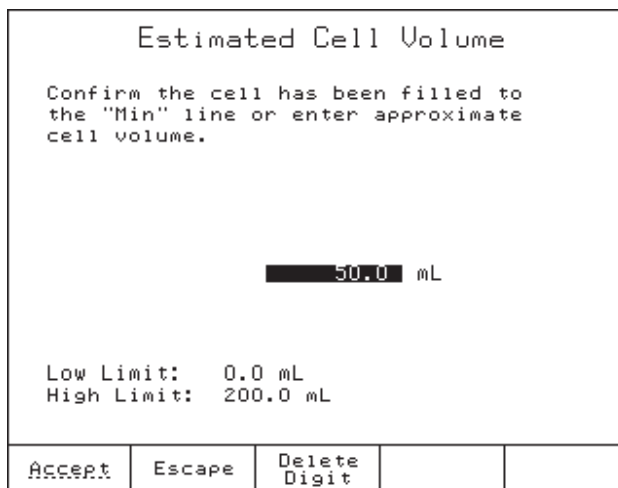 Estimated Cell Volume
Confirm the cell has been filled to
the "Min" line or enter approximate
cell volume.
50.0 mL
Low Limit: 0.0 mL
High Limit: 200.0 mL
Accept Escape Delete Digit